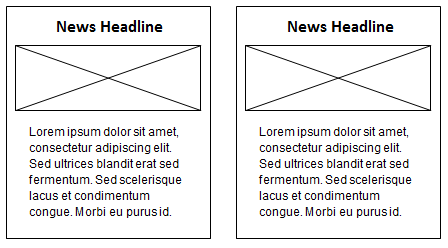 News Headline
Lorem ipsum dolor sit amet,
consectetur adipiscing elit.
Sed ultrices blandit erat sed
fermentum. Sed scelerisque
lacus et condimentum
congue. Morbi eu purus id.
News Headline
Lorem ipsum dolor sit amet,
consectetur adipiscing elit.
Sed ultrices blandit erat sed
fermentum. Sed scelerisque
lacus et condimentum
congue. Morbi eu purus id.